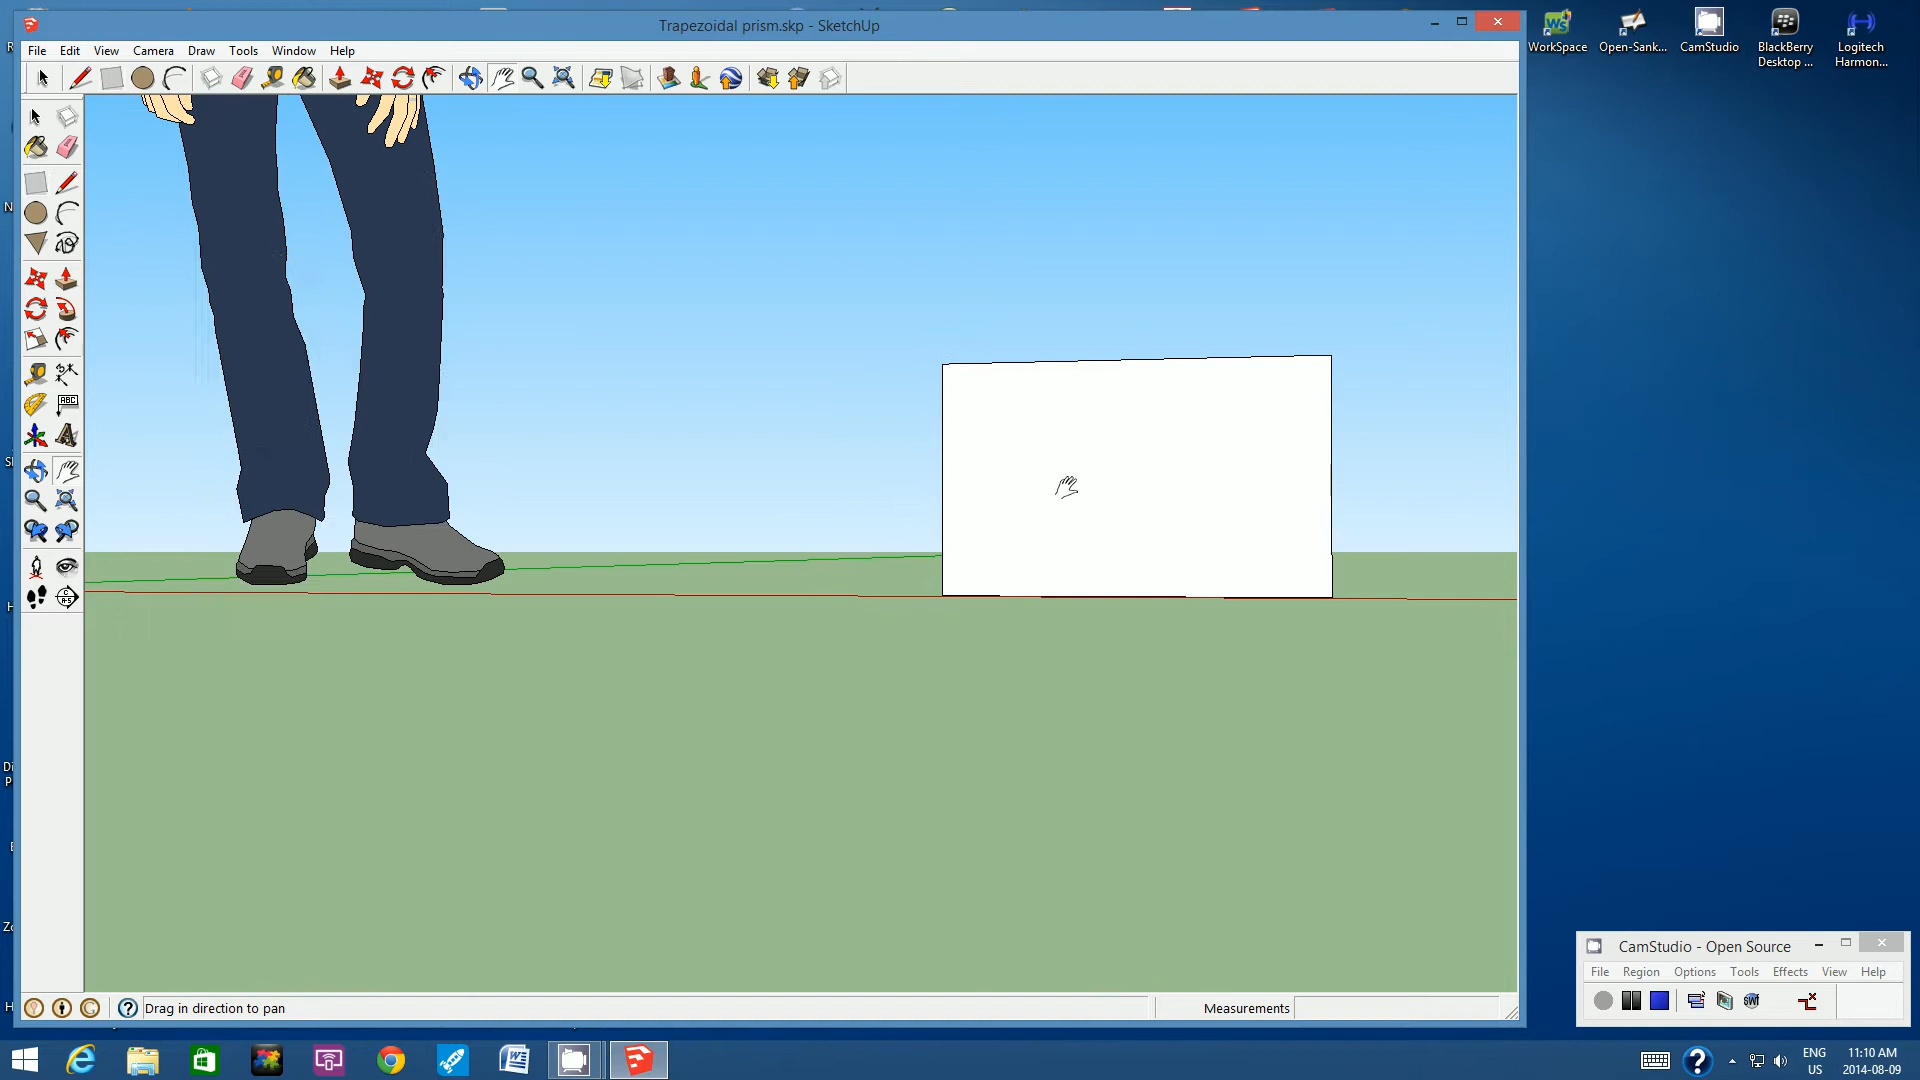 Trapezoidal prism.skp - SketchUp
File Edit View Camera Draw Tools Window Help
WorkSpace
Open-Sank...
CamStudio
BlackBerry
Desktop ...
Logitech
Harmon...
ABC
Drag in direction to pan
Measurements
CamStudio - Open Source
File Region Options Tools Effects View Help
ENG
US
11:10 AM
2014-08-09